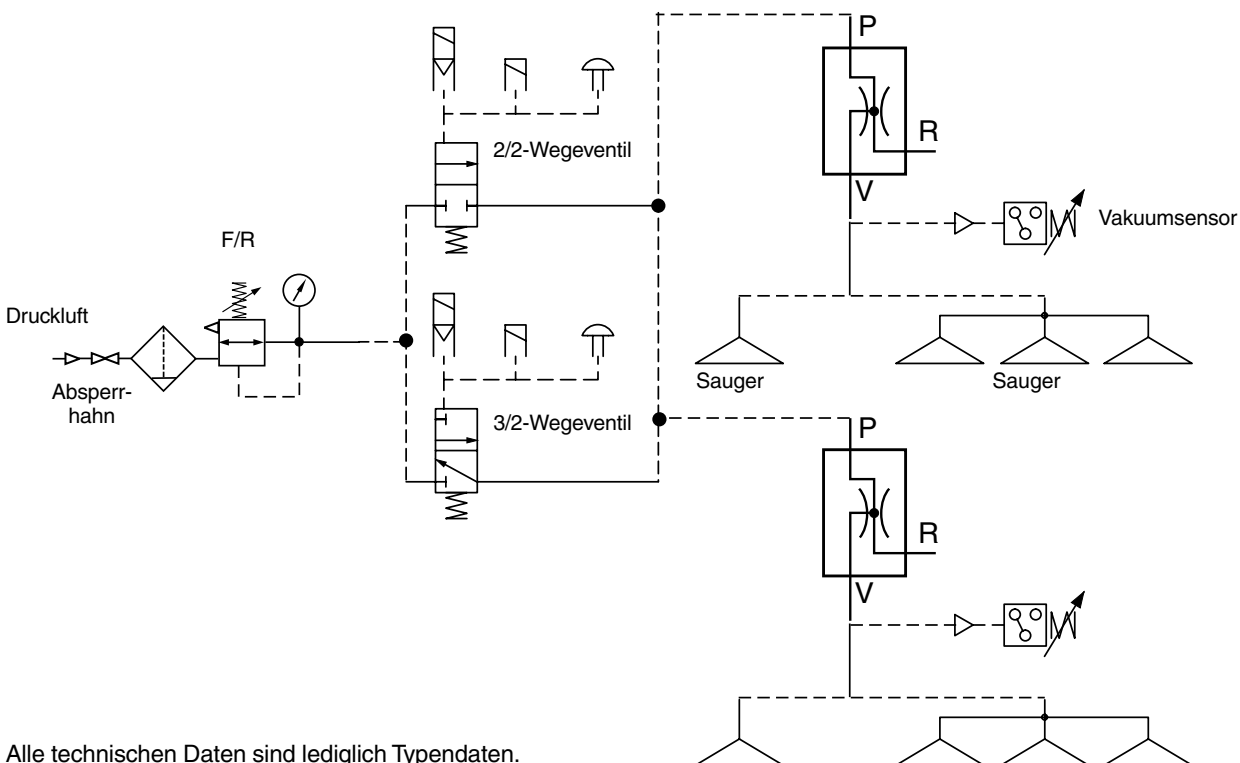 P
R
2/2-Wegeventil
V
Vakuumsensor
F/R
Druckluft
Absperr-
hahn
Sauger
Sauger
3/2-Wegeventil
P
R
V
Alle technischen Daten sind lediglich Typendaten.